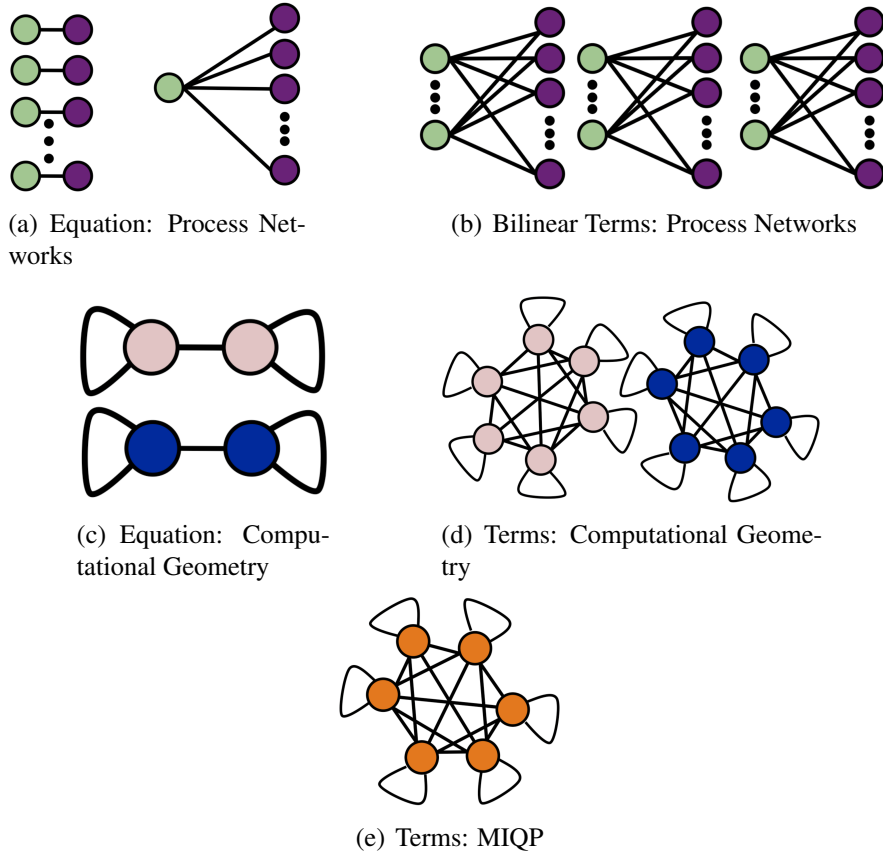 (a) Equation: Process Net-
works
(b) Bilinear Terms: Process Networks
(c) Equation: Compu-
tational Geometry
(d) Terms: Computational Geome-
try
(e) Terms: MIQP